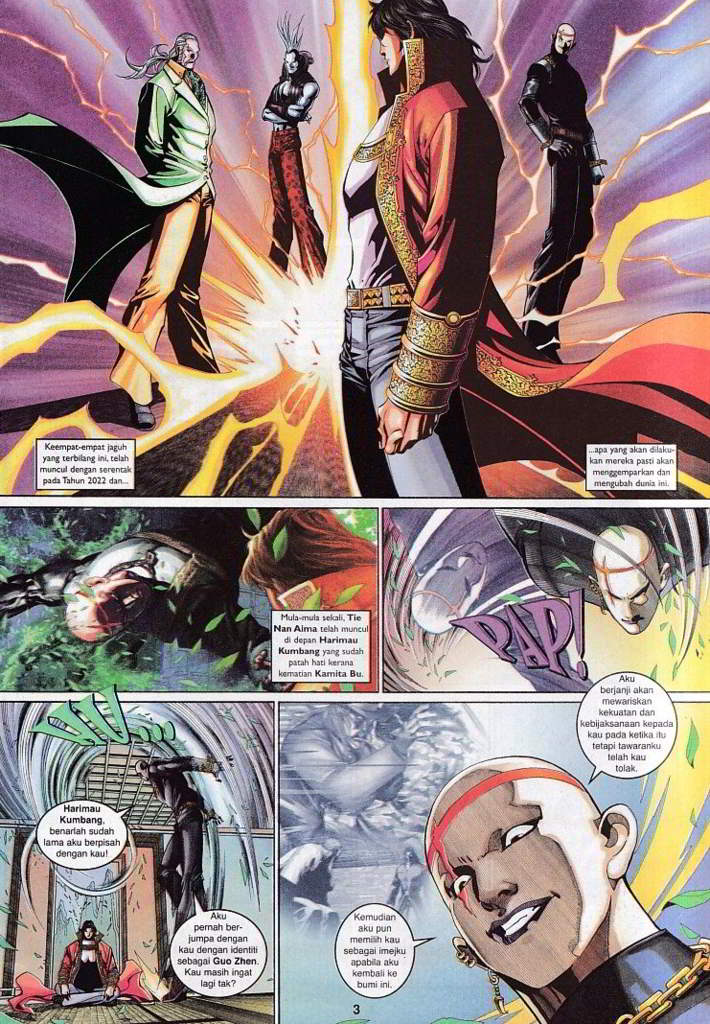 Keempat-empat jaguh
yang terbilang ini, telah
muncul dengan serentak
pada Tahun 2022 dan...
...apa yang akan dilaku-
kan mereka pasti akan
menggemparkan dan
mengubah dunia ini.
Mula-mula sekali, Tie
Nan Aima telah muncul
di depan Harimau
Kumbang yang sudah
patah hati kerana
kematian Kamita Bu.
PAP!
Aku
berjanji akan
mewariskan
kekuatan dan
kebijaksanaan kepada
kau pada ketika itu
tetapi tawaranku
telah kau
tolak.
Harimau
Kumbang,
benarlah sudah
lama aku berpisah
dengan kau!
Aku
pernah ber-
jumpa dengan
kau dengan identiti
sebagai Guo Zhen.
Kau masih ingat
lagi tak?
Kemudian
aku pun
memilih kau
sebagai imejku
apabila aku
kembali ke
bumi ini.
3